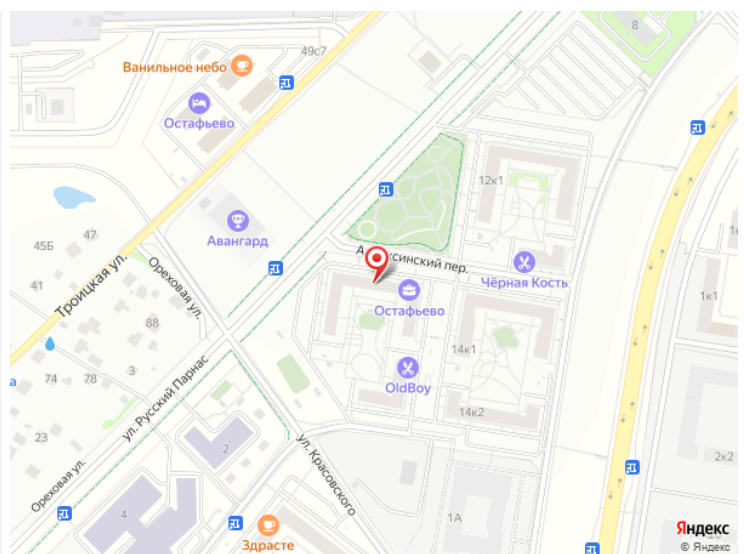 8
49с7
Ванильное небо
Остафьево
12к1
47
45Б
Авангард
Троицкая ул.
Ореховая ул.
синский пер.
Чёрная Кость
41
1к1
Остафьево
88
14к1
74
78
3
OldBoy
ул. Русский Парнас
14к2
23
2
ул. Красовского
2к2
Ореховая ул.
4
1А
Здрасте
Яндекс
© Яндекс